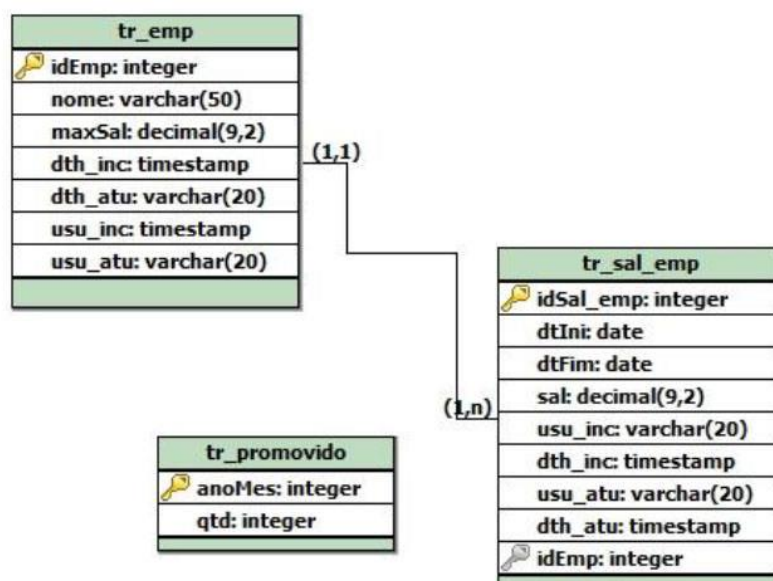 tr_emp
idEmp: integer
nome: varchar(50)
maxSal: decimal(9,2)
dth_inc: timestamp
dth_atu: varchar(20)
usu_inc: timestamp
usu_atu: varchar(20)
(1,1)
tr_sal_emp
idSal_emp: integer
dtIni: date
dtFim: date
sal: decimal(9,2)
usu_inc: varchar(20)
dth_inc: timestamp
usu_atu: varchar(20)
dth_atu: timestamp
idEmp: integer
(1,n)
tr_promovido
anoMes: integer
qtd: integer